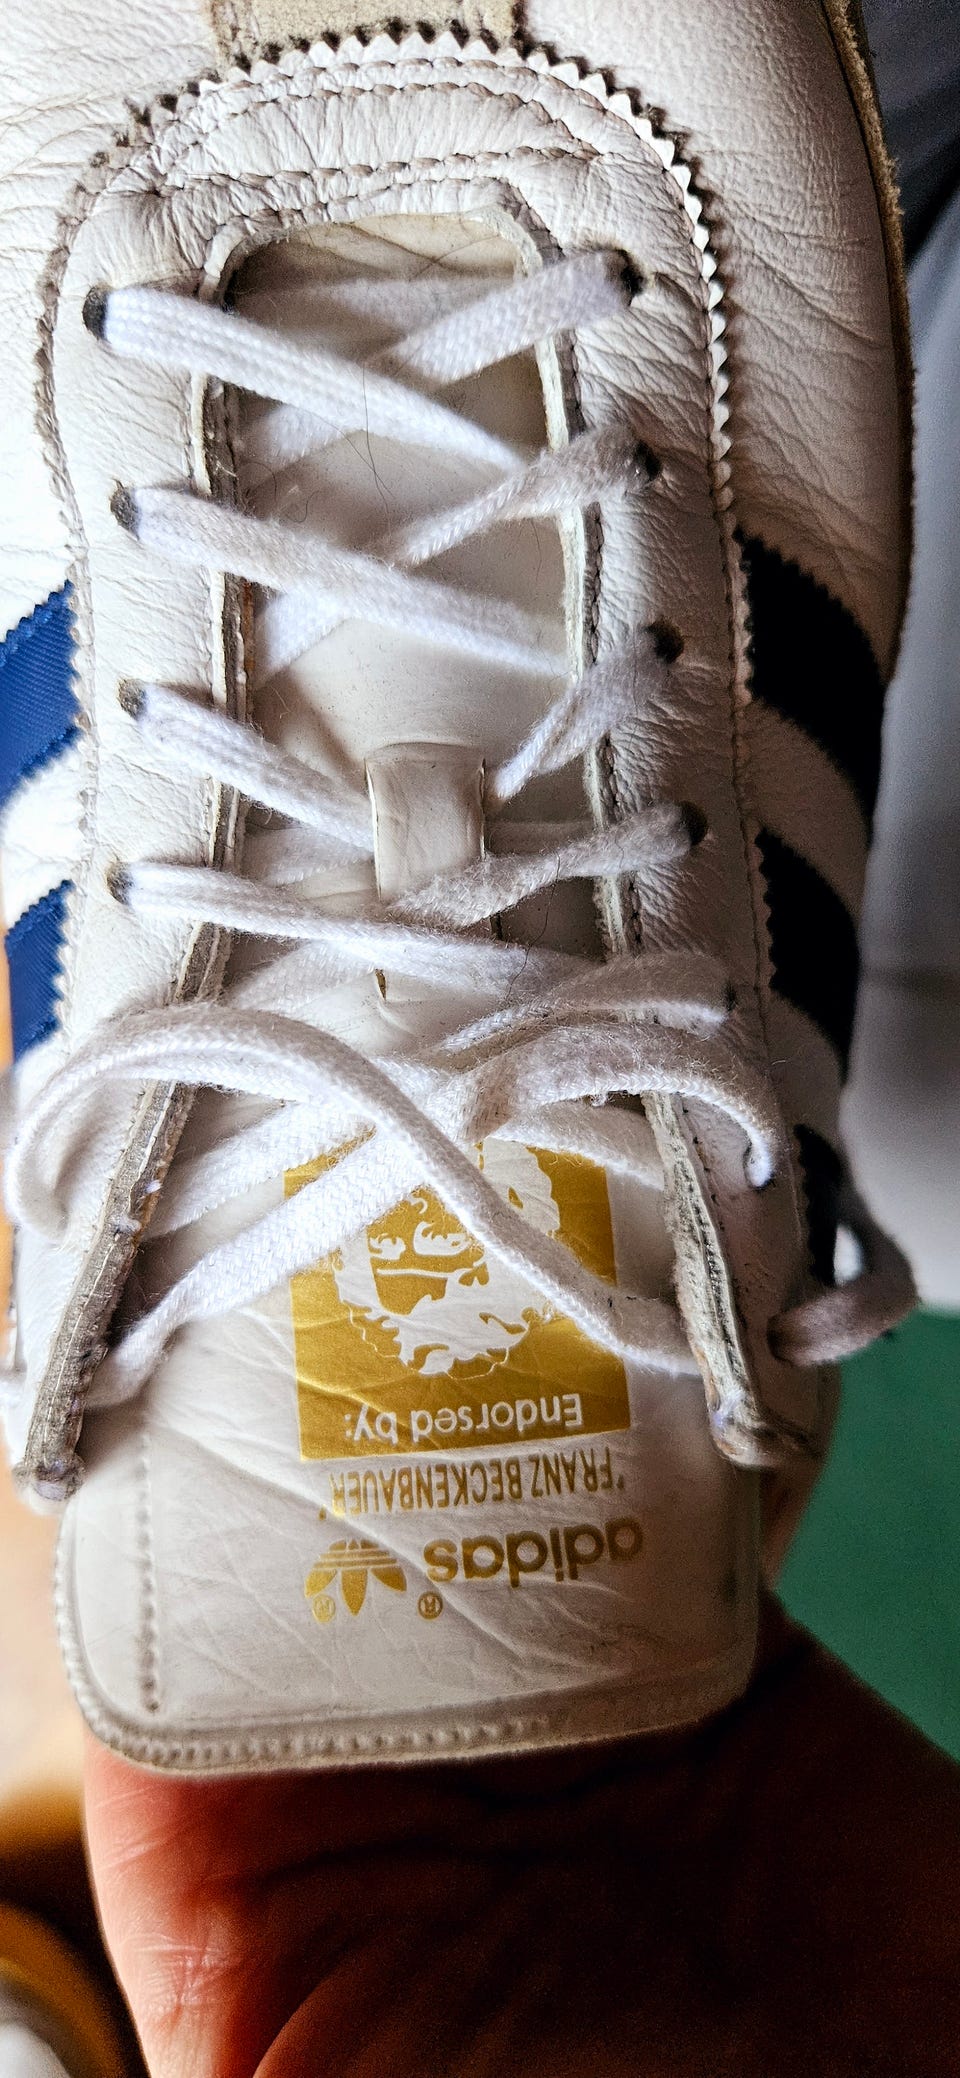 adidas® ®
"FRANZ BECKENBAUER"
Endorsed by: